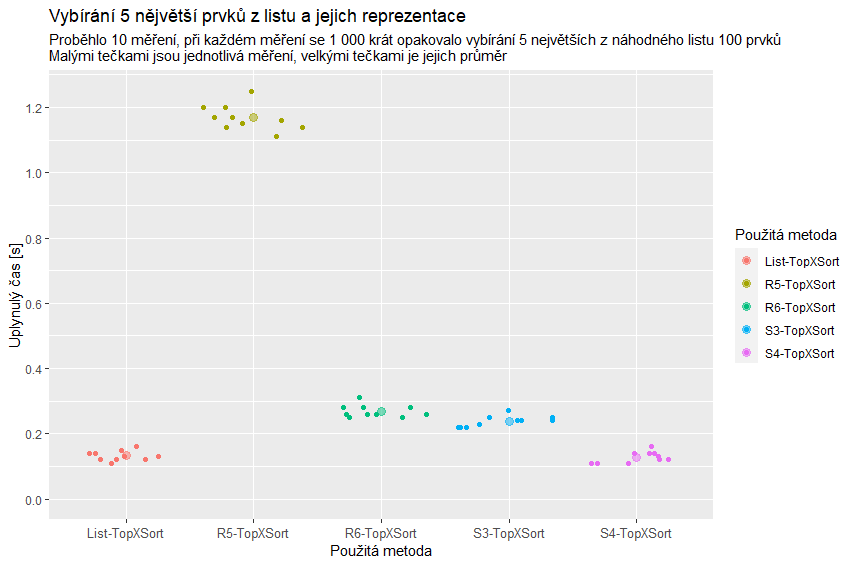 Vybírání 5 nějvětší prvků z listu a jejich reprezentace
Proběhlo 10 měření, při každém měření se 1 000 krát opakovalo vybírání 5 největších z náhodného listu 100 prvků
Malými tečkami jsou jednotlivá měření, velkými tečkami je jejich průměr
Uplynulý čas [s]
1.2
1.0
0.8
0.6
0.4
0.2
0.0
List-TopXSort
R5-TopXSort
R6-TopXSort
S3-TopXSort
S4-TopXSort
Použitá metoda
Použitá metoda
List-TopXSort
R5-TopXSort
R6-TopXSort
S3-TopXSort
S4-TopXSort